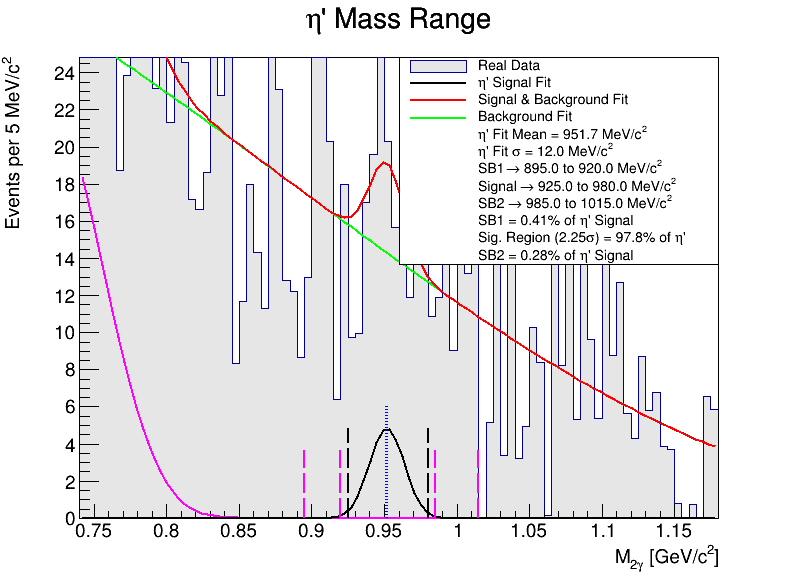 η' Mass Range
Events per 5 MeV/c²
24
22
20
18
16
14
12
10
8
6
4
2
0
Real Data
η' Signal Fit
Signal & Background Fit
Background Fit
η' Fit Mean = 951.7 MeV/c²
η' Fit σ = 12.0 MeV/c²
SB1 → 895.0 to 920.0 MeV/c²
Signal → 925.0 to 980.0 MeV/c²
SB2 → 985.0 to 1015.0 MeV/c²
SB1 = 0.41% of η' Signal
Sig. Region (2.25σ) = 97.8% of η'
SB2 = 0.28% of η' Signal
0.75 0.8 0.85 0.9 0.95 1 1.05 1.1 1.15
M₂γ [GeV/c²]